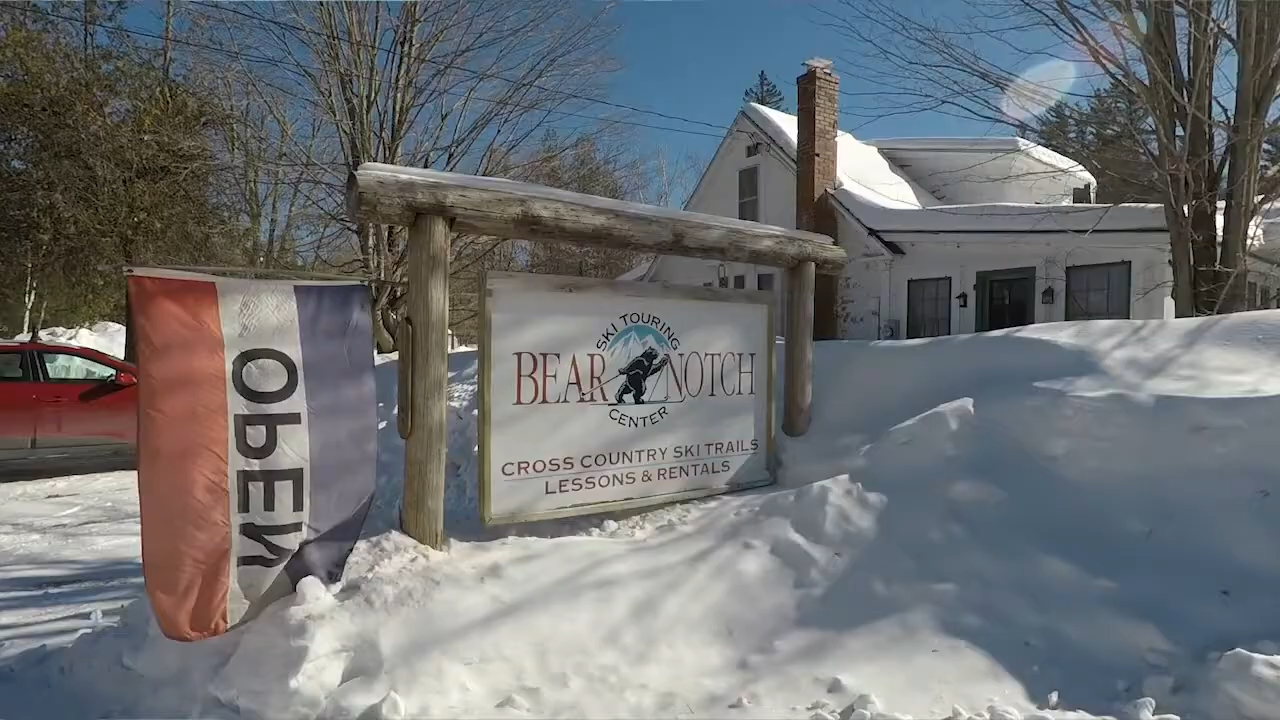 OPEN
SKI TOURING
BEAR NOTCH
CENTER
CROSS COUNTRY SKI TRAILS
LESSONS & RENTALS